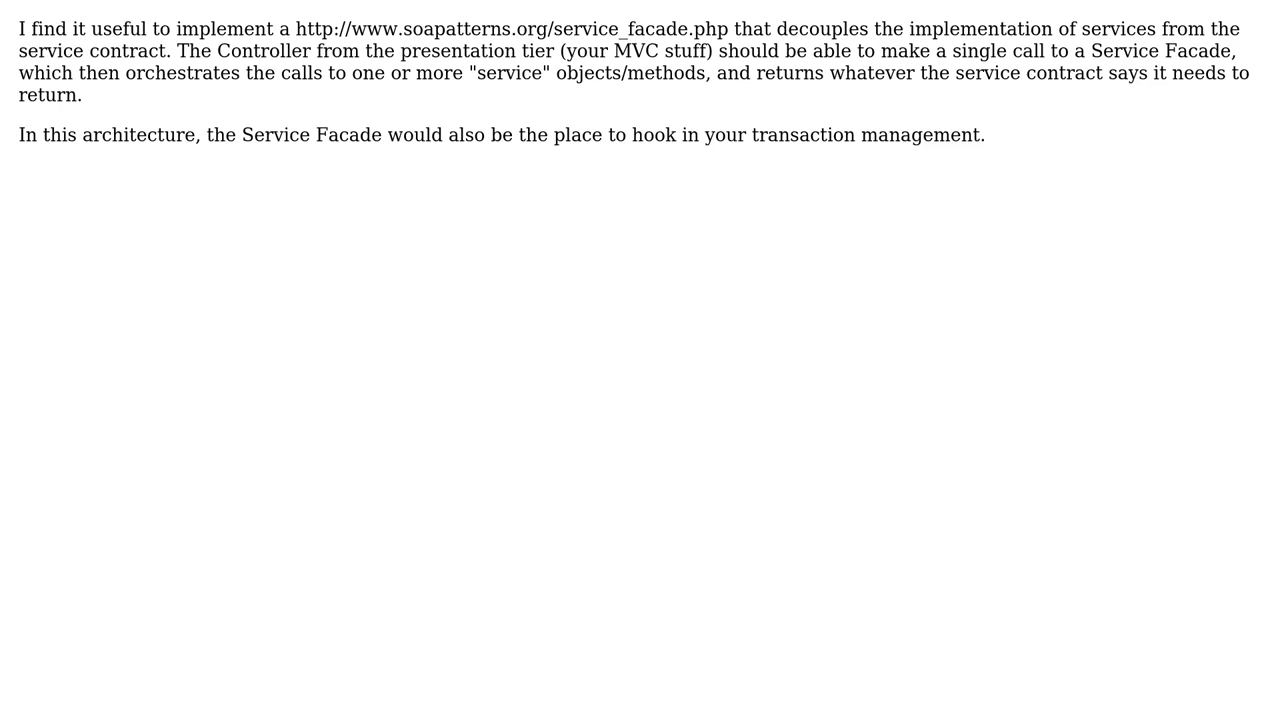 I find it useful to implement a http://www.soapatterns.org/service_facade.php that decouples the implementation of services from the
service contract. The Controller from the presentation tier (your MVC stuff) should be able to make a single call to a Service Facade,
which then orchestrates the calls to one or more "service" objects/methods, and returns whatever the service contract says it needs to
return.
In this architecture, the Service Facade would also be the place to hook in your transaction management.